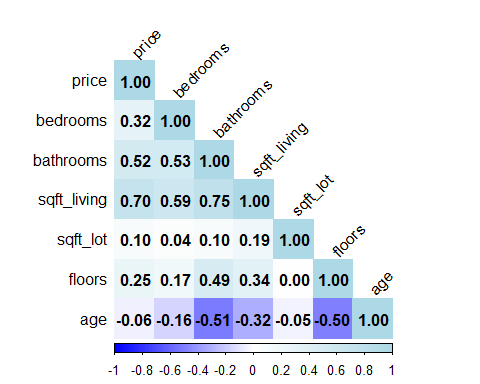 price
price 1.00 bedrooms
bedrooms 0.32 1.00 bathrooms
bathrooms 0.52 0.53 1.00 sqft_living
sqft_living 0.70 0.59 0.75 1.00 sqft_lot
sqft_lot 0.10 0.04 0.10 0.19 1.00 floors
floors 0.25 0.17 0.49 0.34 0.00 1.00 age
age -0.06 -0.16 -0.51 -0.32 -0.05 -0.50 1.00
-1 -0.8 -0.6 -0.4 -0.2 0 0.2 0.4 0.6 0.8 1